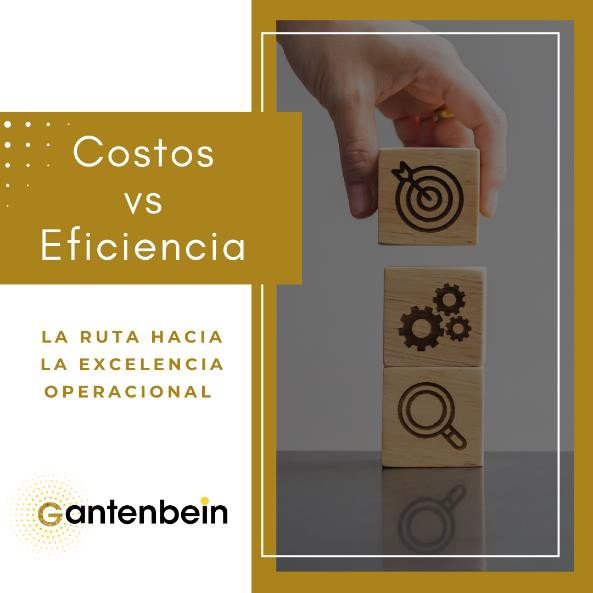 Costos
vs
Eficiencia
LA RUTA HACIA
LA EXCELENCIA
OPERACIONAL
Gantenbein